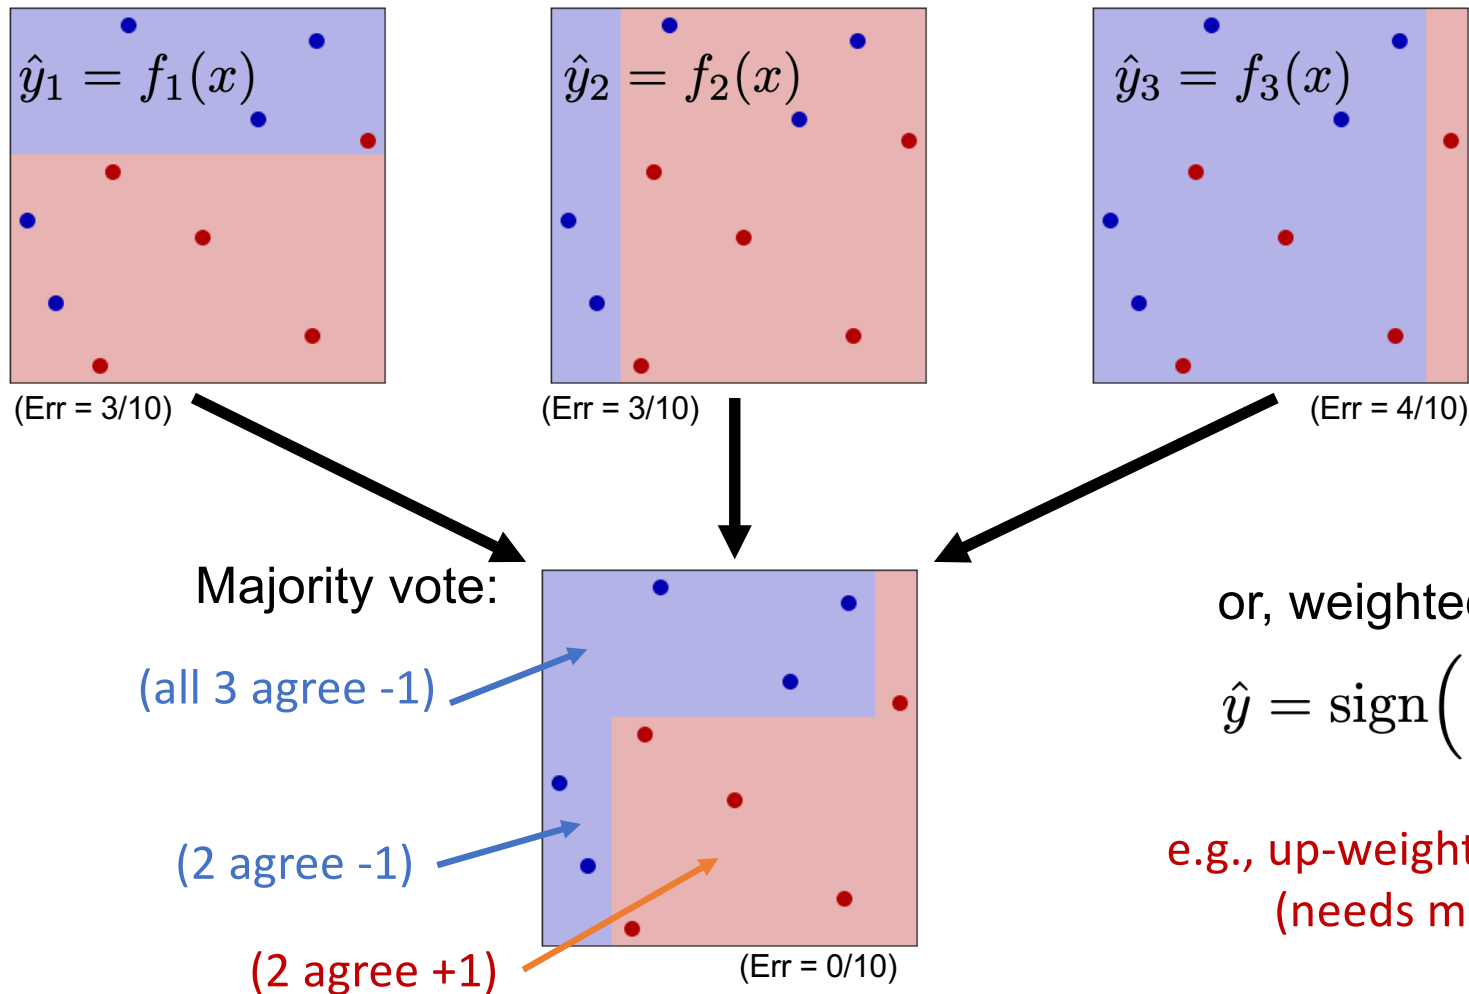 ŷ₁ = f₁(x)
ŷ₂ = f₂(x)
ŷ₃ = f₃(x)
(Err = 3/10)
(Err = 3/10)
(Err = 4/10)
Majority vote:
(all 3 agree -1)
(2 agree -1)
(2 agree +1)
(Err = 0/10)
or, weighted
ŷ = sign(
e.g., up-weight
(needs m